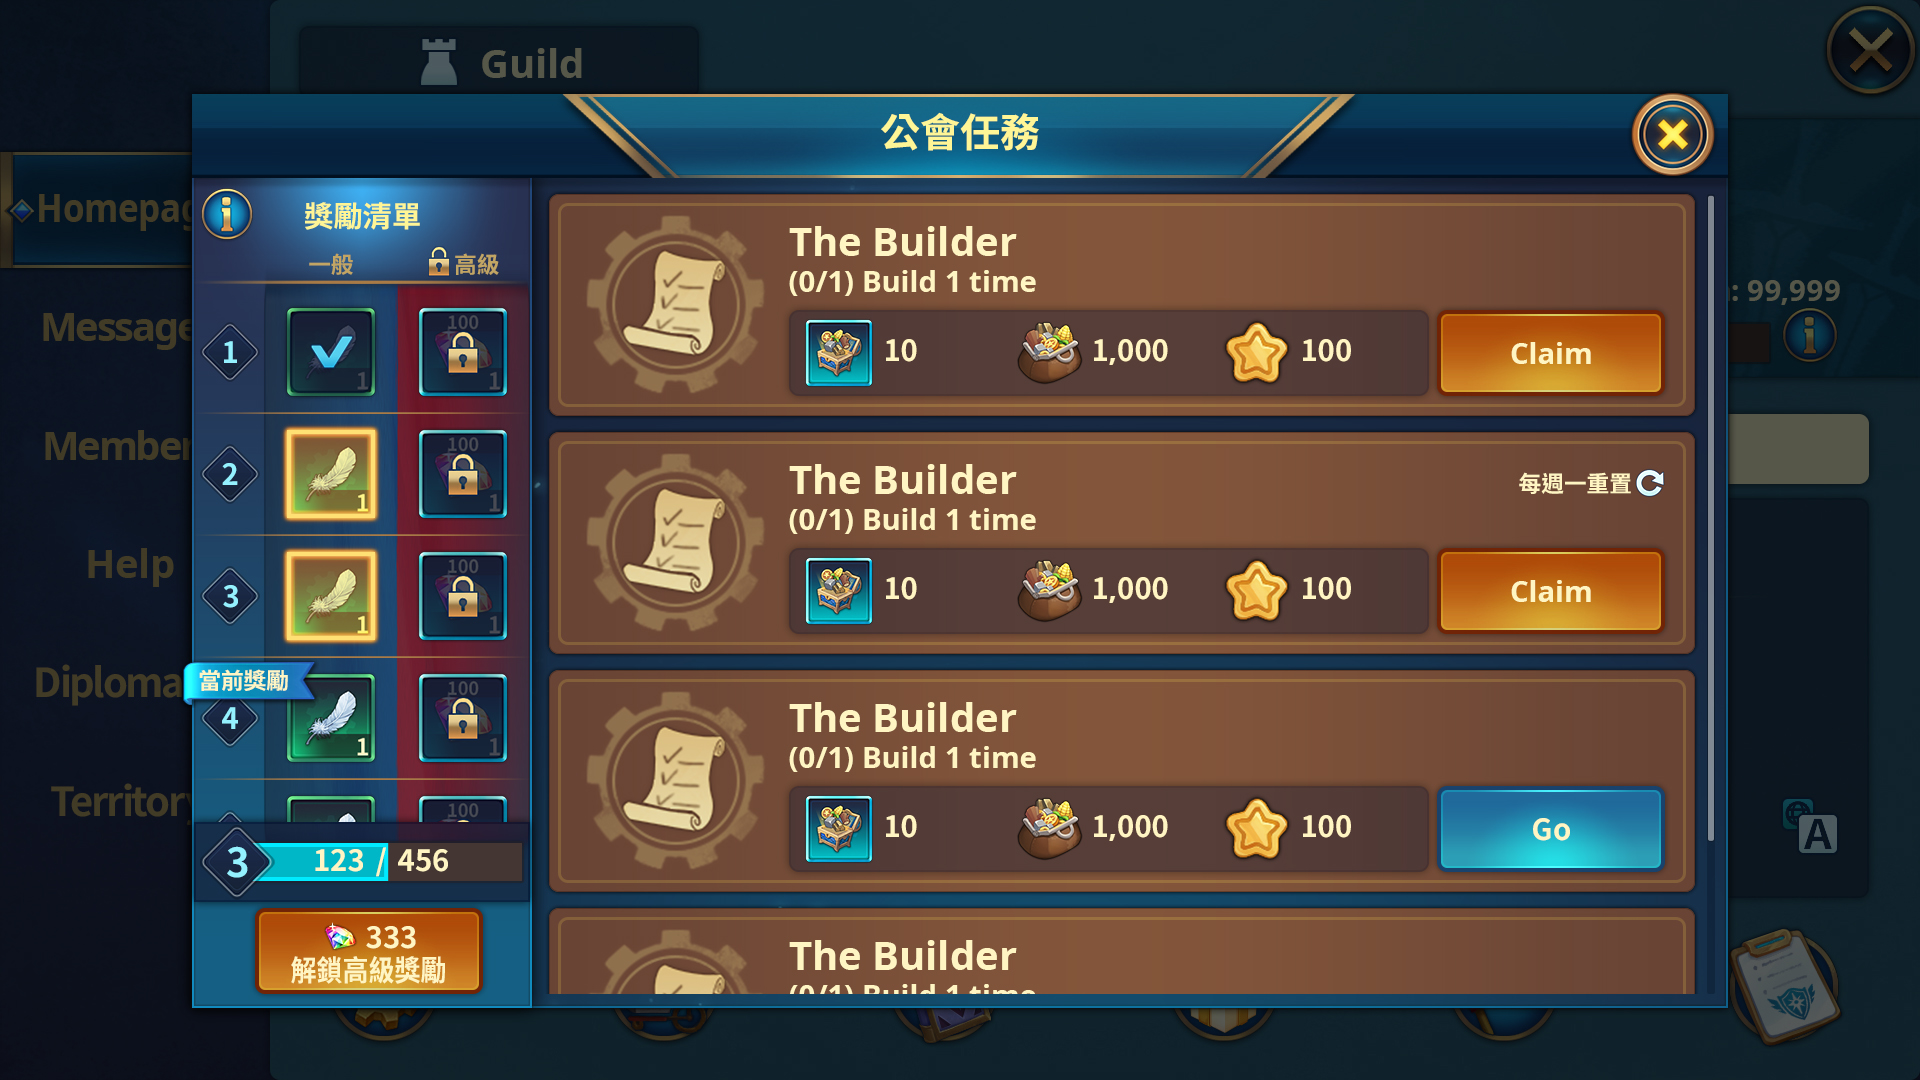 Guild
公會任務
Homepag
Message
Member
Help
Diploma
Territory
獎勵清單
一般
高級
1
1
100
1
2
1
100
1
3
1
100
1
當前獎勵
4
1
100
1
100
3
123 / 456
333
解鎖高級獎勵
The Builder
(0/1) Build 1 time
10
1,000
100
Claim
The Builder
(0/1) Build 1 time
每週一重置
10
1,000
100
Claim
The Builder
(0/1) Build 1 time
10
1,000
100
Go
The Builder
(0/1) Build 1 time
: 99,999
A